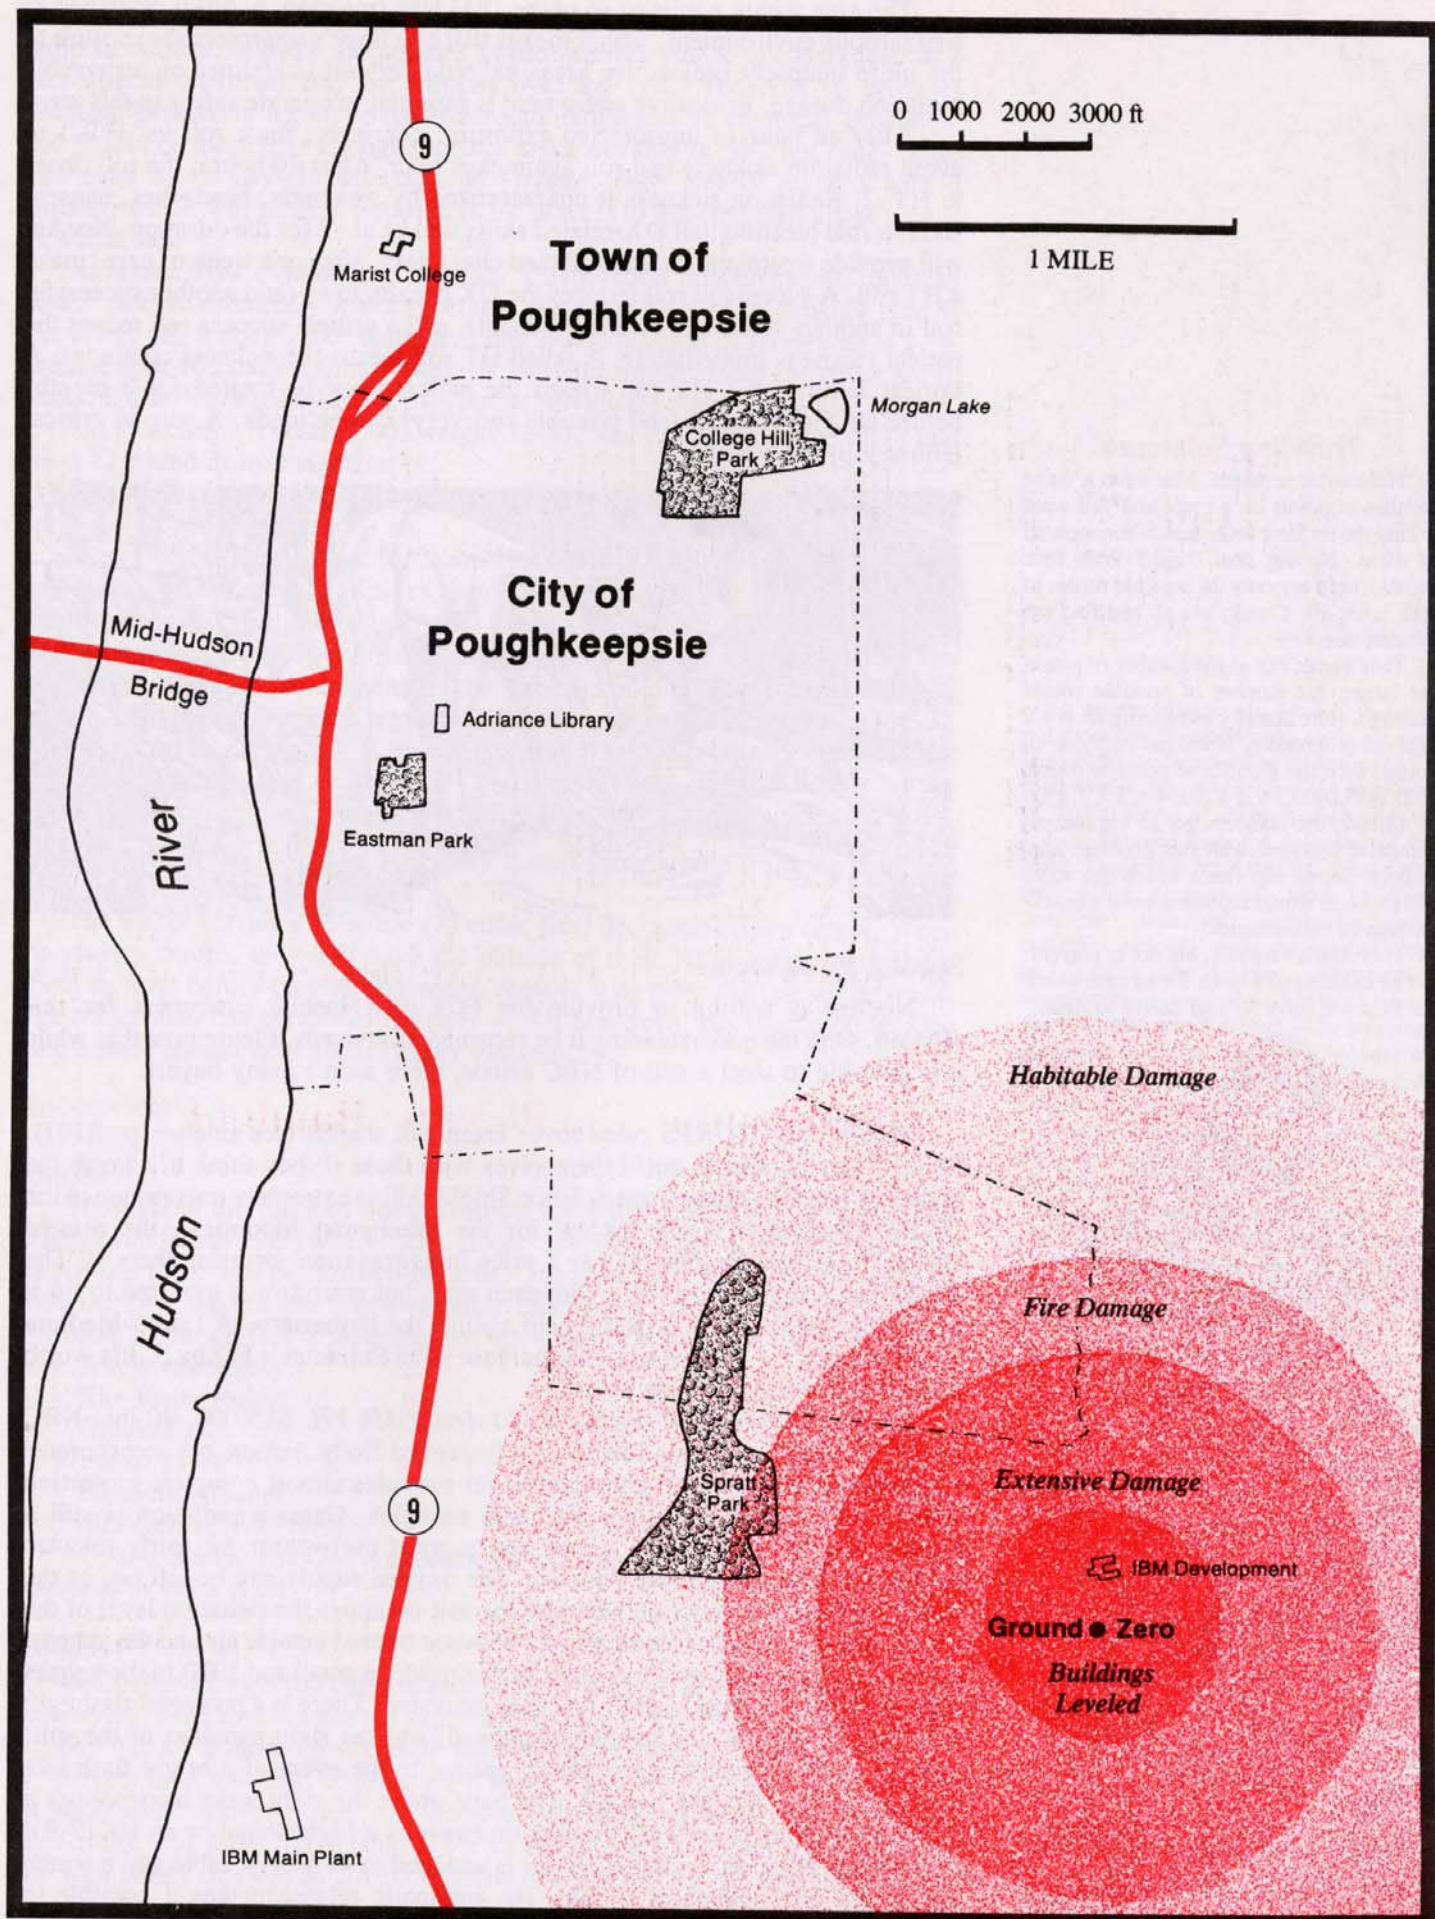 0 1000 2000 3000 ft
1 MILE
9
Marist College
Town of
Poughkeepsie
College Hill
Park
Morgan Lake
City of
Poughkeepsie
Mid-Hudson
Bridge
Adriance Library
Eastman Park
River
Hudson
Habitable Damage
Fire Damage
Extensive Damage
Spratt
Park
9
IBM Development
Ground Zero
Buildings
Leveled
IBM Main Plant